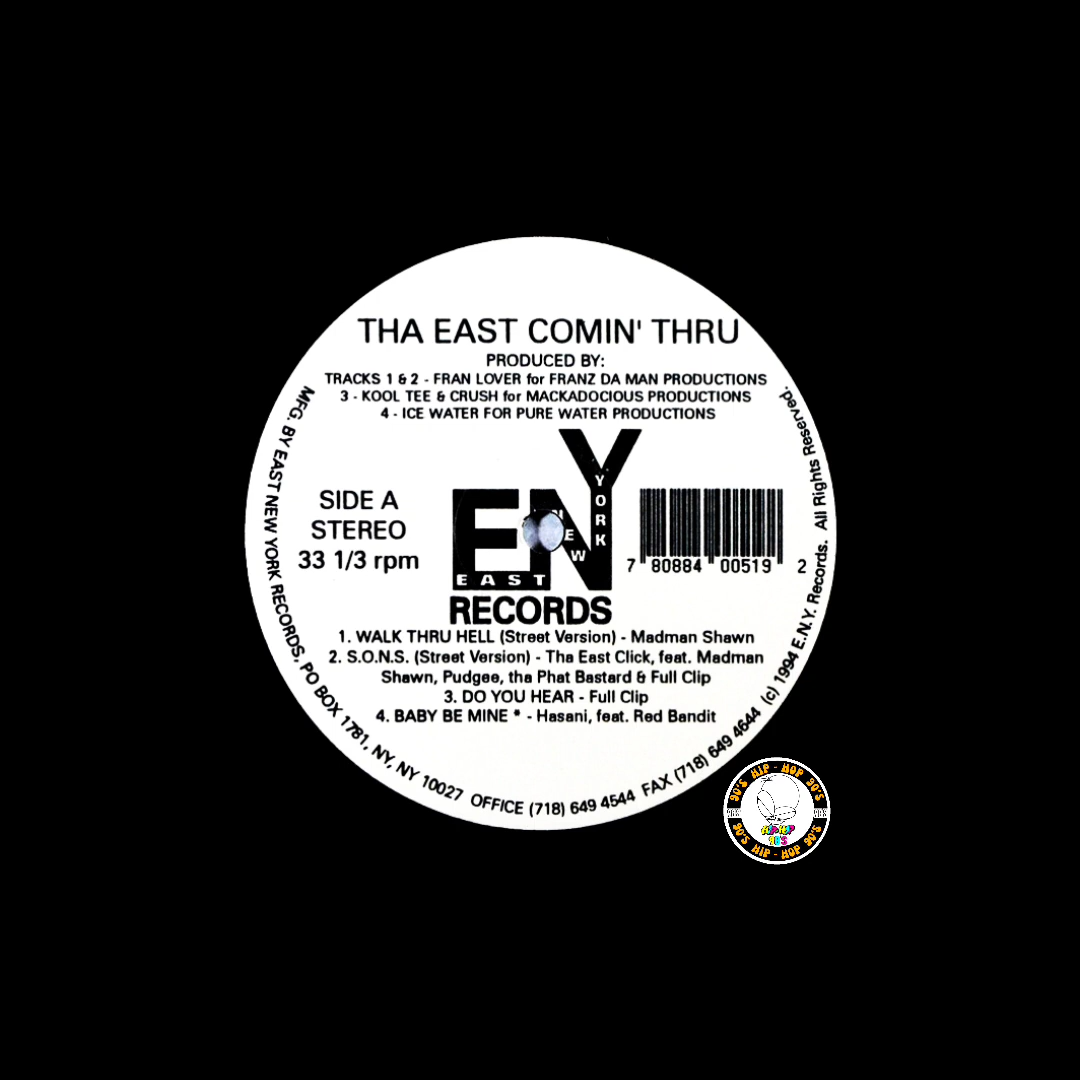 THA EAST COMIN' THRU
PRODUCED BY:
TRACKS 1 & 2 - FRAN LOVER for FRANZ DA MAN PRODUCTIONS
3 - KOOL TEE & CRUSH for MACKADOCIOUS PRODUCTIONS
4 - ICE WATER FOR PURE WATER PRODUCTIONS
SIDE A
STEREO
33 1/3 rpm
ENY
EAST
NEW
YORK
RECORDS
7 80884 00519 2
1. WALK THRU HELL (Street Version) - Madman Shawn
2. S.O.N.S. (Street Version) - Tha East Click, feat. Madman
Shawn, Pudgee, tha Phat Bastard & Full Clip
3. DO YOU HEAR - Full Clip
4. BABY BE MINE * - Hasani, feat. Red Bandit
MFG. BY EAST NEW YORK RECORDS, PO BOX 1781, NY, NY 10027 OFFICE (718) 649 4544 FAX (718) 649 4644 (c) 1994 E.N.Y. Records. All Rights Reserved.
90'S HIP - HOP 90'S
HIP HOP
90'S
90'S HIP - HOP 90'S